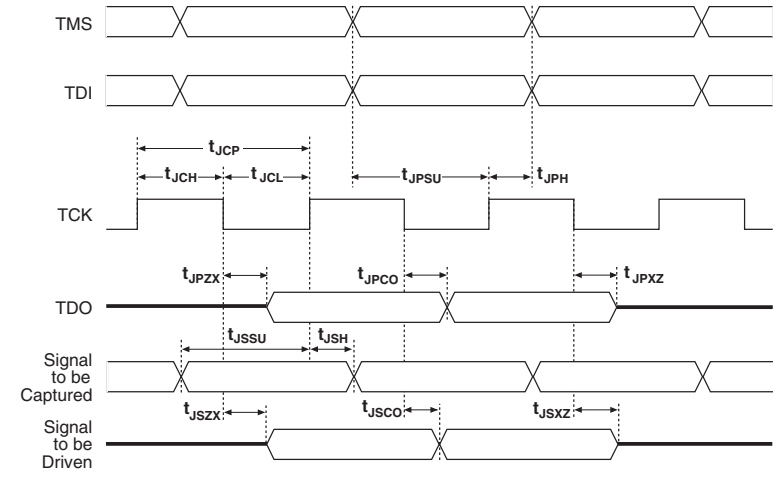 TMS
TDI
tJCP
tJCH
tJCL
tJPSU
tJPH
TCK
tJPZX
tJPCO
tJPXZ
TDO
tJSSU
tJSH
Signal
to be
Captured
tJSZX
tJSCO
tJSXZ
Signal
to be
Driven